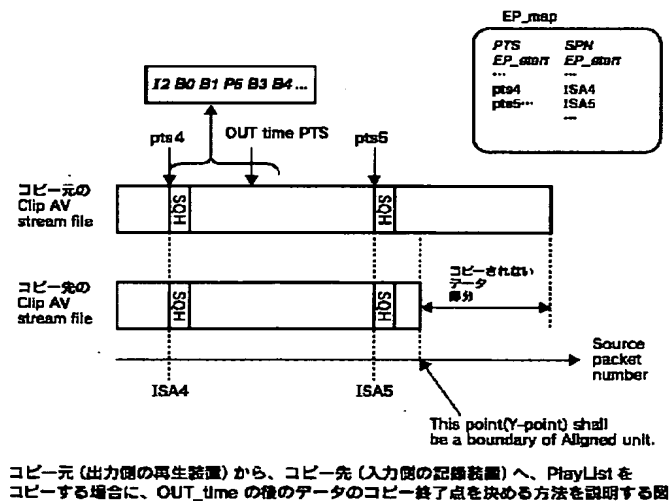 EP_map
PTS SPN
EP_start EP_start
... ...
pts4 ISA4
pts5... ISA5
...
I2 B0 B1 P5 B3 B4 ...
pts4
OUT time PTS
pts5
コピー元の
Clip AV
stream file
SQH
SQH
コピー先の
Clip AV
stream file
SQH
SQH
コピーされない
データ
部分
Source
packet
number
ISA4
ISA5
This point(Y-point) shall
be a boundary of Aligned unit.
コピー元 (出力側の再生装置) から、コピー先 (入力側の記録装置) へ、PlayList を
コピーする場合に、OUT_time の後のデータのコピー終了点を決める方法を説明する図